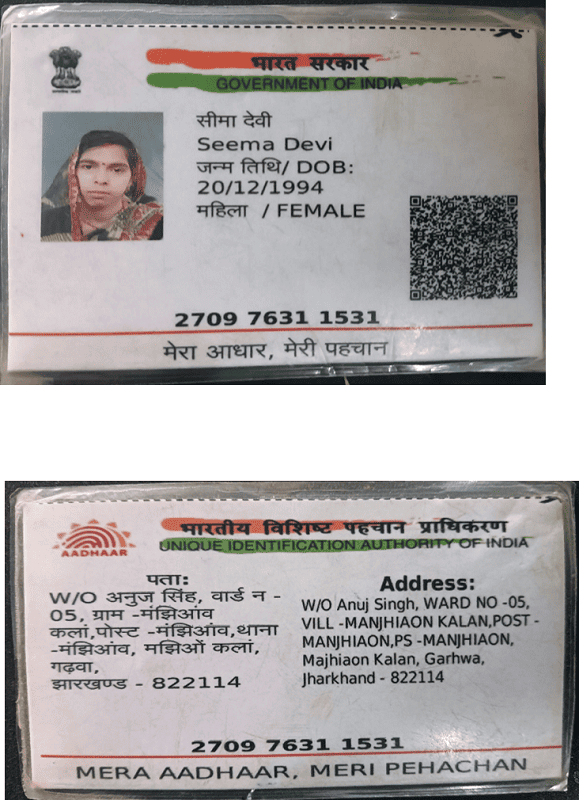 भारत सरकार
GOVERNMENT OF INDIA
सीमा देवी
Seema Devi
जन्म तिथि/ DOB:
20/12/1994
महिला / FEMALE
2709 7631 1531
मेरा आधार, मेरी पहचान
भारतीय विशिष्ट पहचान प्राधिकरण
UNIQUE IDENTIFICATION AUTHORITY OF INDIA
AADHAAR
पता:
W/O अनुज सिंह, वार्ड न -
05, ग्राम -मंझिआंव
कलां,पोस्ट -मंझिआंव,थाना
-मंझिआंव, मझिओं कलां,
गढ़वा,
झारखण्ड - 822114
Address:
W/O Anuj Singh, WARD NO -05,
VILL -MANJHIAON KALAN,POST -
MANJHIAON,PS -MANJHIAON,
Majhiaon Kalan, Garhwa,
Jharkhand - 822114
2709 7631 1531
MERA AADHAAR, MERI PEHACHAN